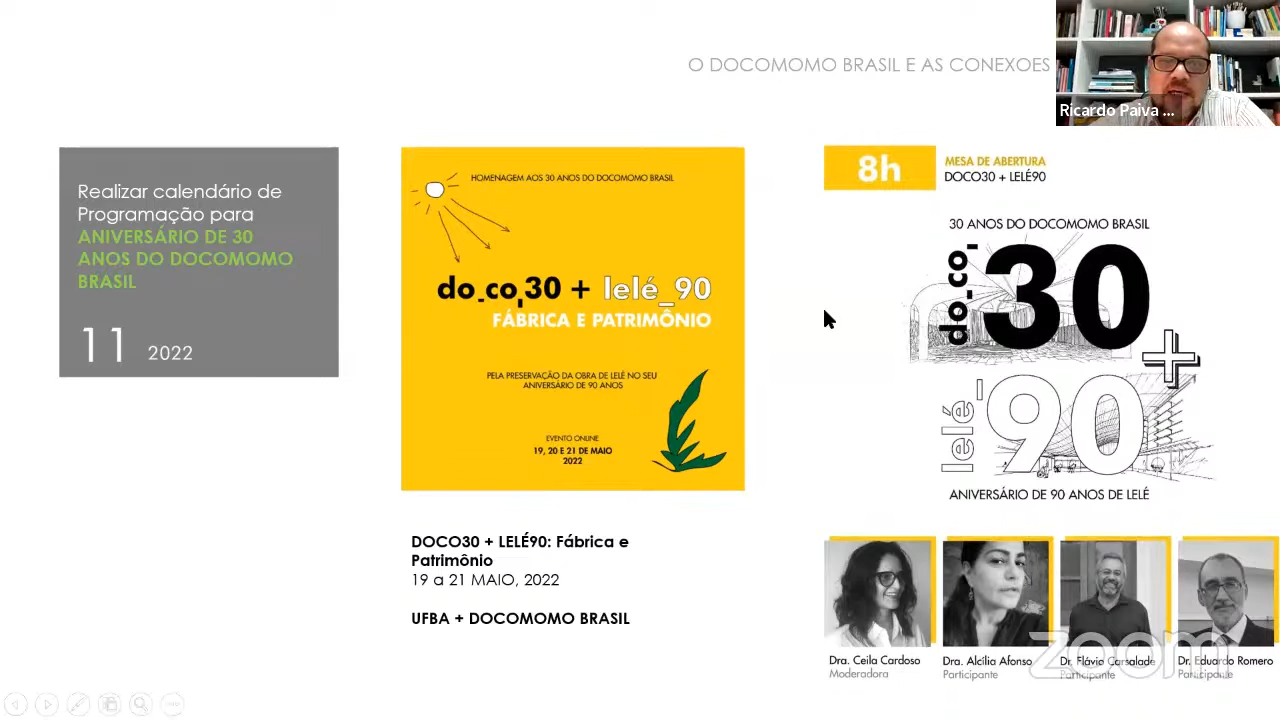 O DOCOMOMO BRASIL E AS CONEXOES
Ricardo Paiva ...
Realizar calendário de
Programação para
ANIVERSÁRIO DE 30
ANOS DO DOCOMOMO
BRASIL
11 2022
HOMENAGEM AOS 30 ANOS DO DOCOMOMO BRASIL
do_co,30 + lelé_90
FÁBRICA E PATRIMÔNIO
PELA PRESERVAÇÃO DA OBRA DE LELÉ NO SEU
ANIVERSÁRIO DE 90 ANOS
EVENTO ONLINE
19, 20 E 21 DE MAIO
2022
DOCO30 + LELÉ90: Fábrica e
Patrimônio
19 a 21 MAIO, 2022
UFBA + DOCOMOMO BRASIL
8h
MESA DE ABERTURA
DOCO30 + LELÉ90
30 ANOS DO DOCOMOMO BRASIL
do_co, 30
+
lelé_ 90
ANIVERSÁRIO DE 90 ANOS DE LELÉ
Dra. Ceila Cardoso
Moderadora
Dra. Alcília Afonso
Participante
Dr. Flávio Carsalade
Participante
Dr. Eduardo Romero
Participante
zoom